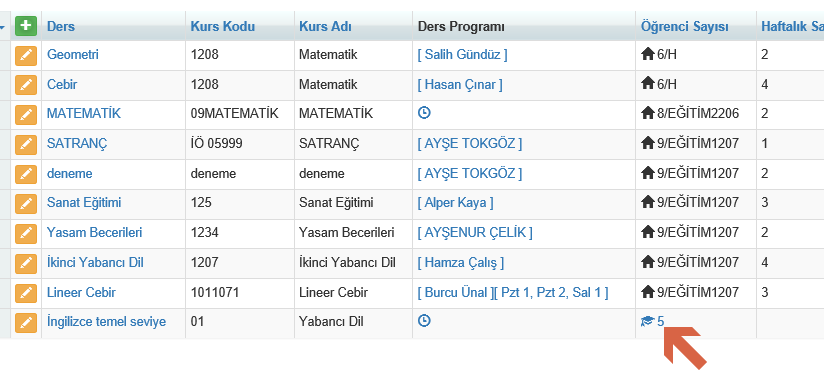 Ders Kurs Kodu Kurs Adı Ders Programı Öğrenci Sayısı Haftalık Sa
Geometri 1208 Matematik [ Salih Gündüz ] 6/H 2
Cebir 1208 Matematik [ Hasan Çınar ] 6/H 4
MATEMATİK 09MATEMATİK MATEMATİK 8/EĞİTİM2206 2
SATRANÇ İÖ 05999 SATRANÇ [ AYŞE TOKGÖZ ] 9/EĞİTİM1207 1
deneme deneme deneme [ AYŞE TOKGÖZ ] 9/EĞİTİM1207 2
Sanat Eğitimi 125 Sanat Eğitimi [ Alper Kaya ] 9/EĞİTİM1207 3
Yasam Becerileri 1234 Yasam Becerileri [ AYŞENUR ÇELİK ] 9/EĞİTİM1207 2
İkinci Yabancı Dil 1207 İkinci Yabancı Dil [ Hamza Çalış ] 9/EĞİTİM1207 4
Lineer Cebir 1011071 Lineer Cebir [ Burcu Ünal ][ Pzt 1, Pzt 2, Sal 1 ] 9/EĞİTİM1207 3
İngilizce temel seviye 01 Yabancı Dil 5